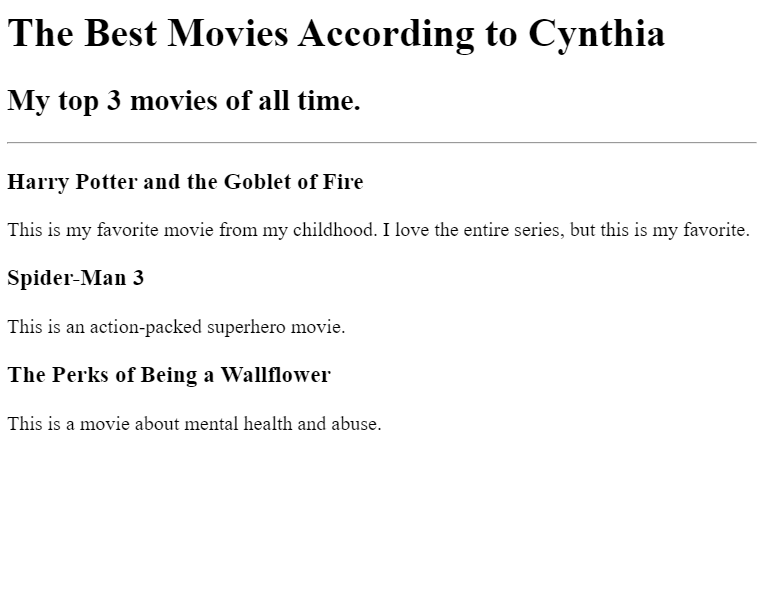 The Best Movies According to Cynthia
My top 3 movies of all time.
Harry Potter and the Goblet of Fire
This is my favorite movie from my childhood. I love the entire series, but this is my favorite.
Spider-Man 3
This is an action-packed superhero movie.
The Perks of Being a Wallflower
This is a movie about mental health and abuse.